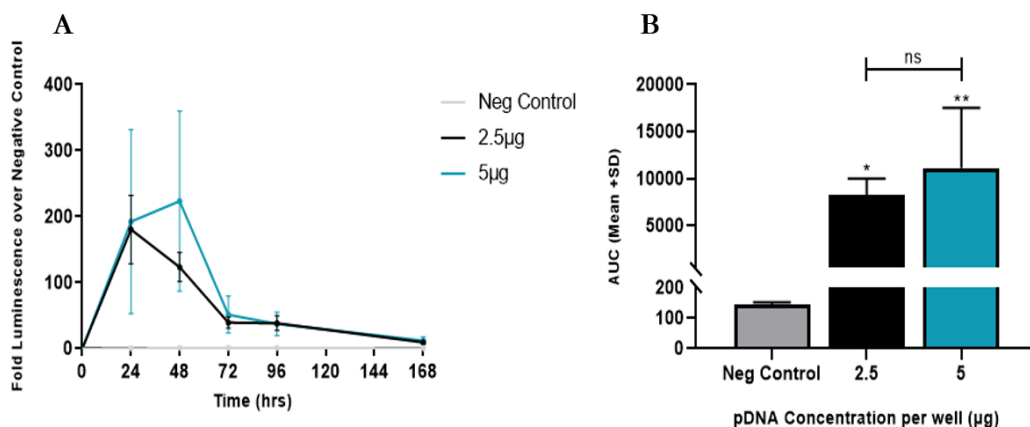 A
Fold Luminescence over Negative Control
400
300
200
100
0
0 24 48 72 96 120 144 168
Time (hrs)
Neg Control
2.5µg
5µg
B
ns
AUC (Mean +SD)
20000
15000
10000
5000
200
100
0
*
**
Neg Control 2.5 5
pDNA Concentration per well (µg)